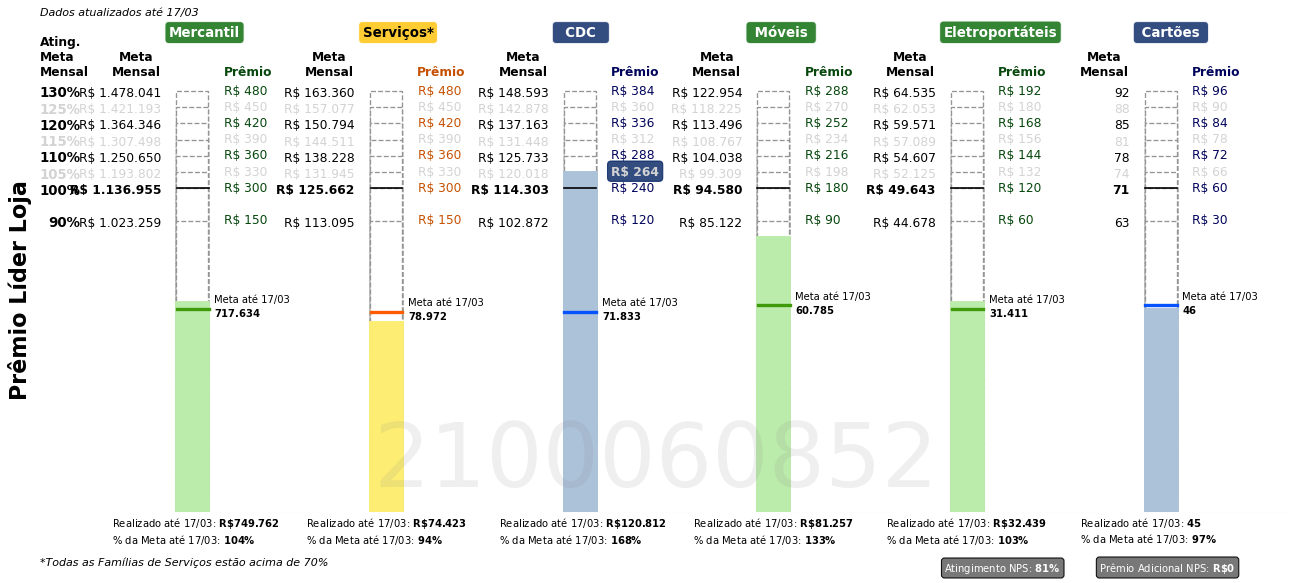 Dados atualizados até 17/03
Mercantil Serviços* CDC Móveis Eletroportáteis Cartões
Ating. Meta Mensal
Meta Mensal Prêmio Meta Mensal Prêmio Meta Mensal Prêmio Meta Mensal Prêmio Meta Mensal Prêmio Meta Mensal Prêmio
130% R$ 1.478.041 R$ 480 R$ 163.360 R$ 480 R$ 148.593 R$ 384 R$ 122.954 R$ 288 R$ 64.535 R$ 192 92 R$ 96
125% R$ 1.421.193 R$ 450 R$ 157.077 R$ 450 R$ 142.878 R$ 360 R$ 118.225 R$ 270 R$ 62.053 R$ 180 88 R$ 90
120% R$ 1.364.346 R$ 420 R$ 150.794 R$ 420 R$ 137.163 R$ 336 R$ 113.496 R$ 252 R$ 59.571 R$ 168 85 R$ 84
115% R$ 1.307.498 R$ 390 R$ 144.511 R$ 390 R$ 131.448 R$ 312 R$ 108.767 R$ 234 R$ 57.089 R$ 156 81 R$ 78
110% R$ 1.250.650 R$ 360 R$ 138.228 R$ 360 R$ 125.733 R$ 288 R$ 104.038 R$ 216 R$ 54.607 R$ 144 78 R$ 72
105% R$ 1.193.802 R$ 330 R$ 131.945 R$ 330 R$ 120.018 R$ 264 R$ 99.309 R$ 198 R$ 52.125 R$ 132 74 R$ 66
100% R$ 1.136.955 R$ 300 R$ 125.662 R$ 300 R$ 114.303 R$ 240 R$ 94.580 R$ 180 R$ 49.643 R$ 120 71 R$ 60
90% R$ 1.023.259 R$ 150 R$ 113.095 R$ 150 R$ 102.872 R$ 120 R$ 85.122 R$ 90 R$ 44.678 R$ 60 63 R$ 30
Prêmio Líder Loja
Meta até 17/03 Meta até 17/03 Meta até 17/03 Meta até 17/03 Meta até 17/03 Meta até 17/03
717.634 78.972 71.833 60.785 31.411 46
2100060852
Realizado até 17/03: R$749.762 Realizado até 17/03: R$74.423 Realizado até 17/03: R$120.812 Realizado até 17/03: R$81.257 Realizado até 17/03: R$32.439 Realizado até 17/03: 45
% da Meta até 17/03: 104% % da Meta até 17/03: 94% % da Meta até 17/03: 168% % da Meta até 17/03: 133% % da Meta até 17/03: 103% % da Meta até 17/03: 97%
*Todas as Famílias de Serviços estão acima de 70% Atingimento NPS: 81% Prêmio Adicional NPS: R$0